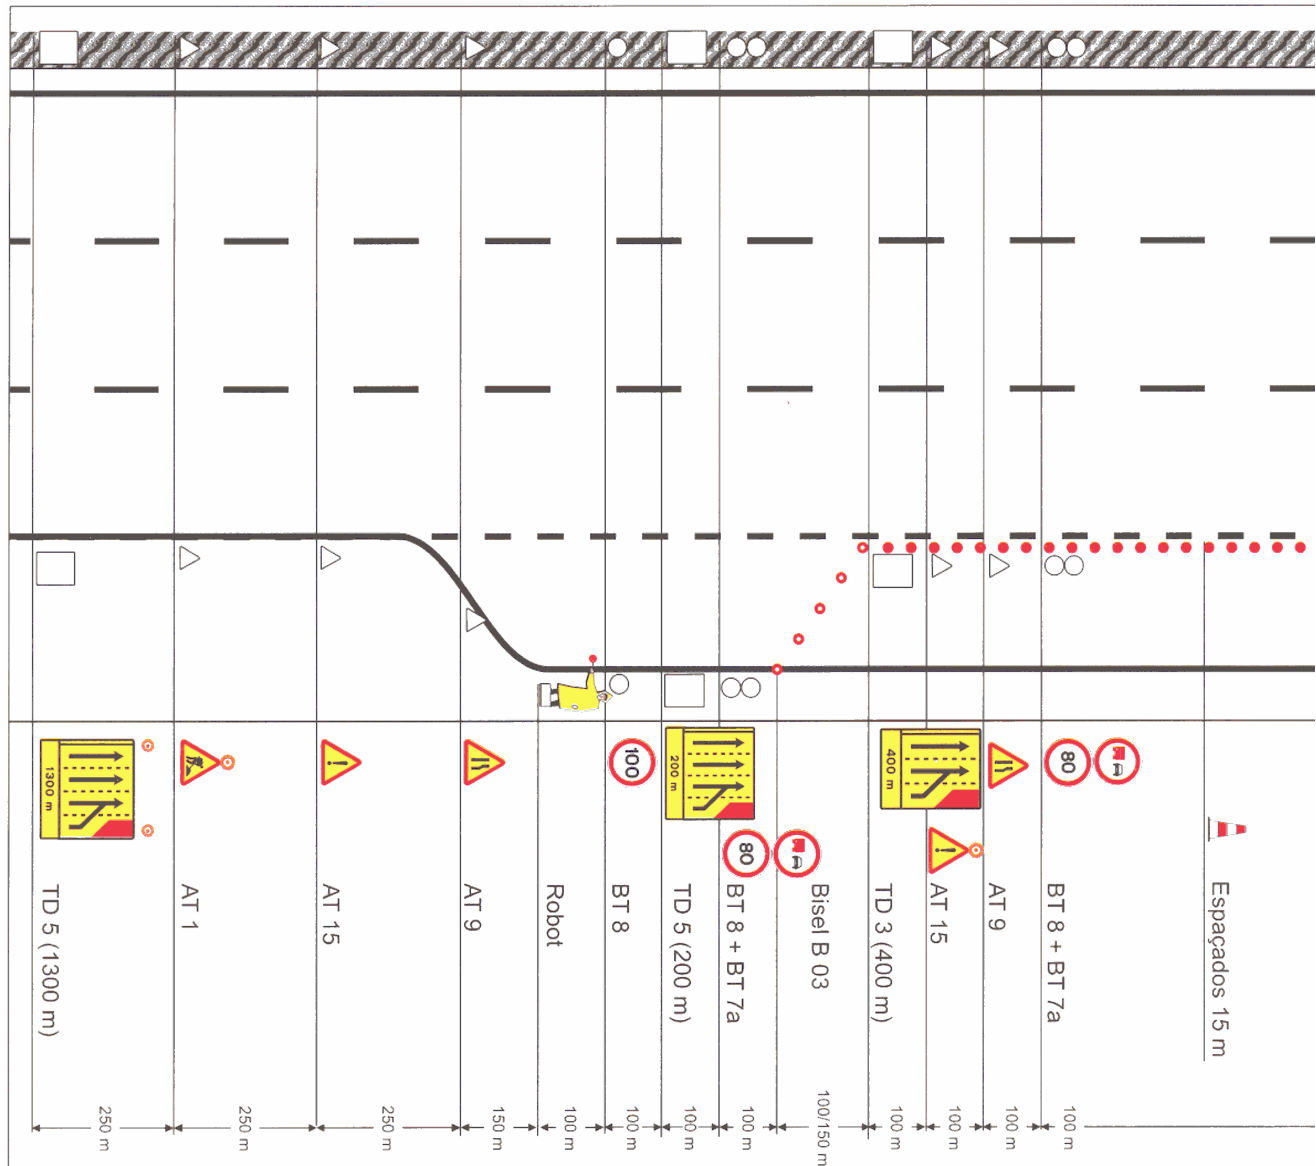 1300 m
!
100
200 m
80
400 m
!
80
TD 5 (1300 m)
AT 1
AT 15
AT 9
Robot
BT 8
TD 5 (200 m)
BT 8 + BT 7a
Bisel B 03
TD 3 (400 m)
AT 15
AT 9
BT 8 + BT 7a
Espaçados 15 m
250 m
250 m
250 m
150 m
100 m
100 m
100 m
100 m
100/150 m
100 m
100 m
100 m
100 m